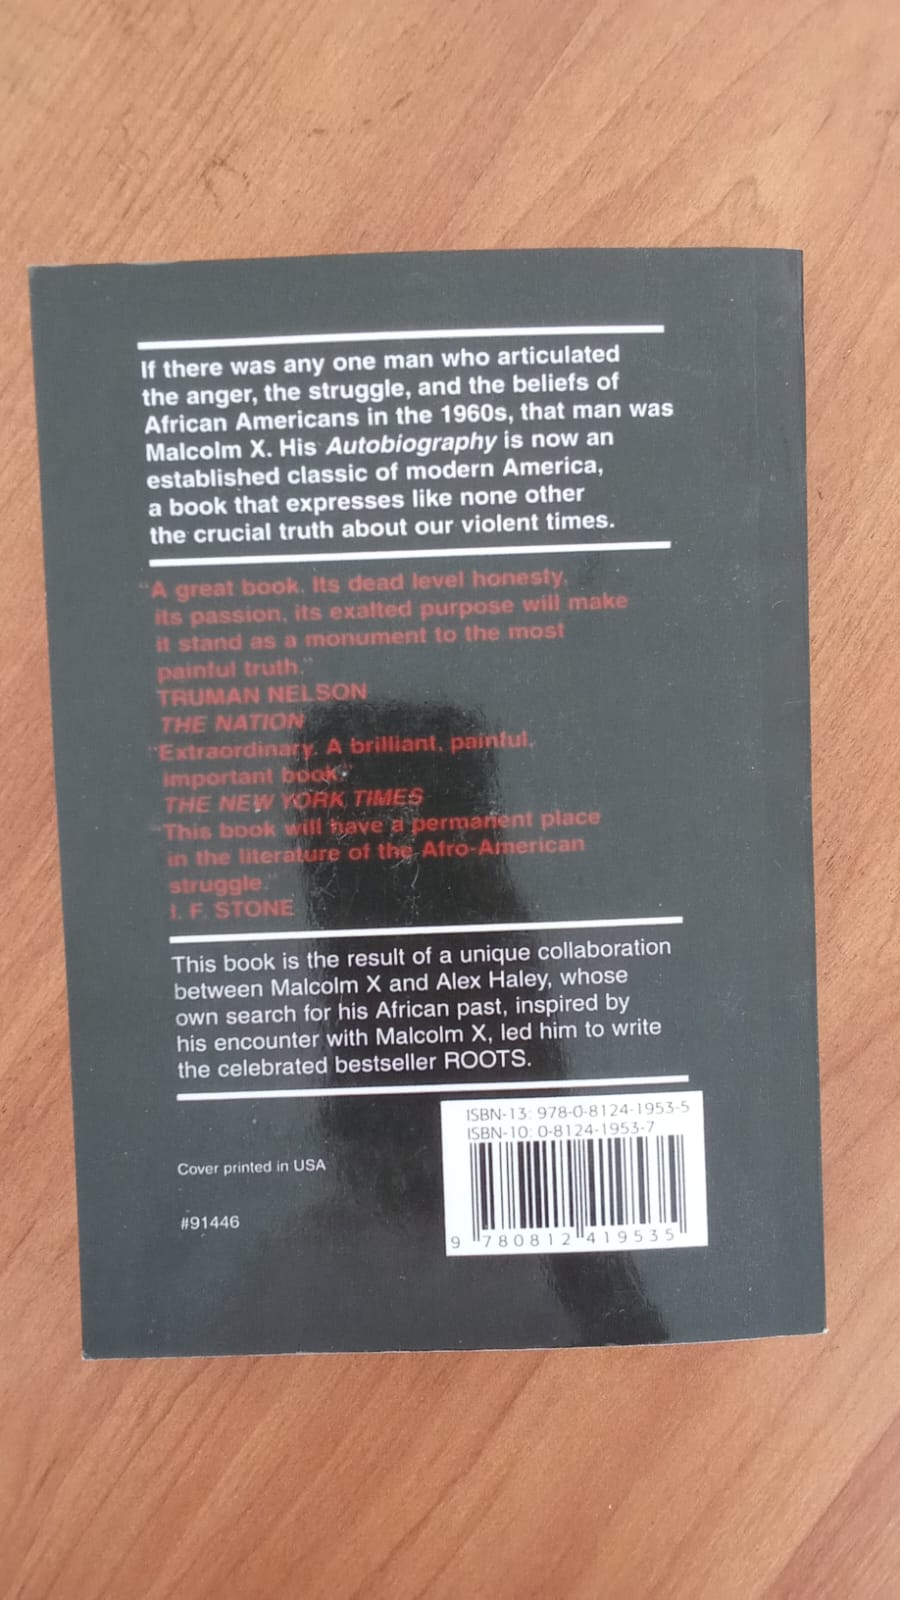 If there was any one man who articulated
the anger, the struggle, and the beliefs of
African Americans in the 1960s, that man was
Malcolm X. His Autobiography is now an
established classic of modern America,
a book that expresses like none other
the crucial truth about our violent times.
"A great book. Its dead level honesty,
its passion, its exalted purpose will make
it stand as a monument to the most
painful truth."
TRUMAN NELSON
THE NATION
"Extraordinary. A brilliant, painful,
important book."
THE NEW YORK TIMES
"This book will have a permanent place
in the literature of the Afro-American
struggle."
I. F. STONE
This book is the result of a unique collaboration
between Malcolm X and Alex Haley, whose
own search for his African past, inspired by
his encounter with Malcolm X, led him to write
the celebrated bestseller ROOTS.
ISBN-13: 978-0-8124-1953-5
ISBN-10: 0-8124-1953-7
Cover printed in USA
#91446
9 780812 419535